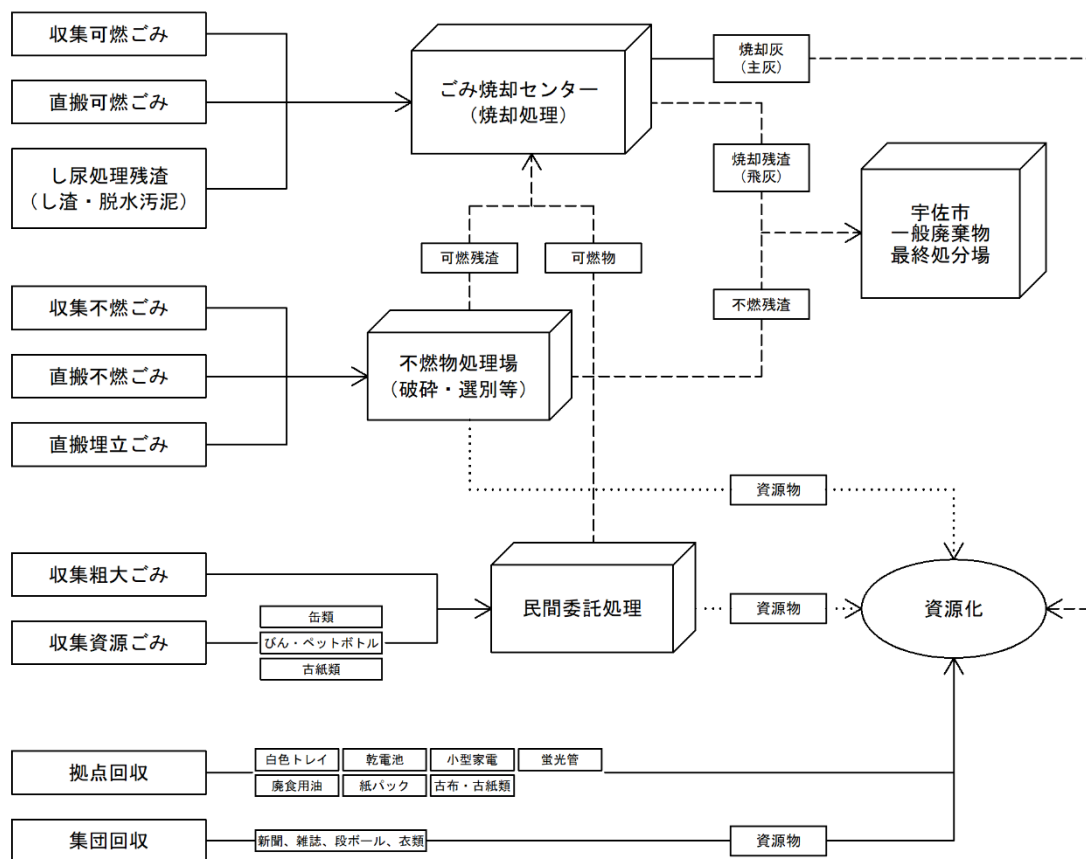 収集可燃ごみ
直搬可燃ごみ
し尿処理残渣
(し渣・脱水汚泥)
ごみ焼却センター
(焼却処理)
焼却灰
(主灰)
焼却残渣
(飛灰)
宇佐市
一般廃棄物
最終処分場
可燃残渣
可燃物
不燃残渣
収集不燃ごみ
直搬不燃ごみ
直搬埋立ごみ
不燃物処理場
(破砕・選別等)
資源物
収集粗大ごみ
収集資源ごみ
缶類
びん・ペットボトル
古紙類
民間委託処理
資源物
資源化
拠点回収
白色トレイ
乾電池
小型家電
蛍光管
廃食用油
紙パック
古布・古紙類
集団回収
新聞、雑誌、段ボール、衣類
資源物